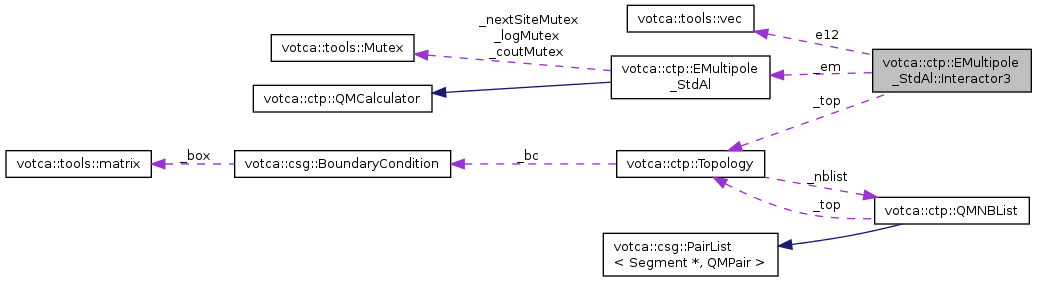 votca::tools::vec
_nextSiteMutex
_logMutex
_coutMutex
votca::tools::Mutex
e12
votca::ctp::EMultipole
_StdAl::Interactor3
votca::ctp::EMultipole
_StdAl
_em
votca::ctp::QMCalculator
_top
votca::tools::matrix
_box
votca::csg::BoundaryCondition
_bc
votca::ctp::Topology
_nblist
_top
votca::ctp::QMNBList
votca::csg::PairList
< Segment *, QMPair >